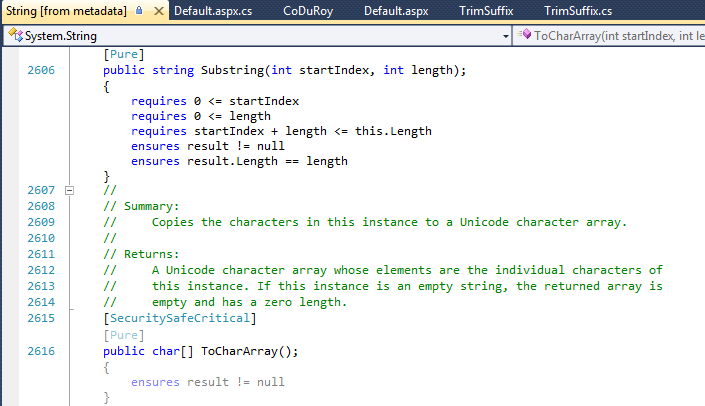 String [from metadata] Default.aspx.cs CoDuRoy Default.aspx TrimSuffix TrimSuffix.cs
System.String ToCharArray(int startIndex, int le
[Pure]
2606 public string Substring(int startIndex, int length);
{
requires 0 <= startIndex
requires 0 <= length
requires startIndex + length <= this.Length
ensures result != null
ensures result.Length == length
}
2607 //
2608 // Summary:
2609 // Copies the characters in this instance to a Unicode character array.
2610 //
2611 // Returns:
2612 // A Unicode character array whose elements are the individual characters of
2613 // this instance. If this instance is an empty string, the returned array is
2614 // empty and has a zero length.
2615 [SecuritySafeCritical]
[Pure]
2616 public char[] ToCharArray();
{
ensures result != null
}